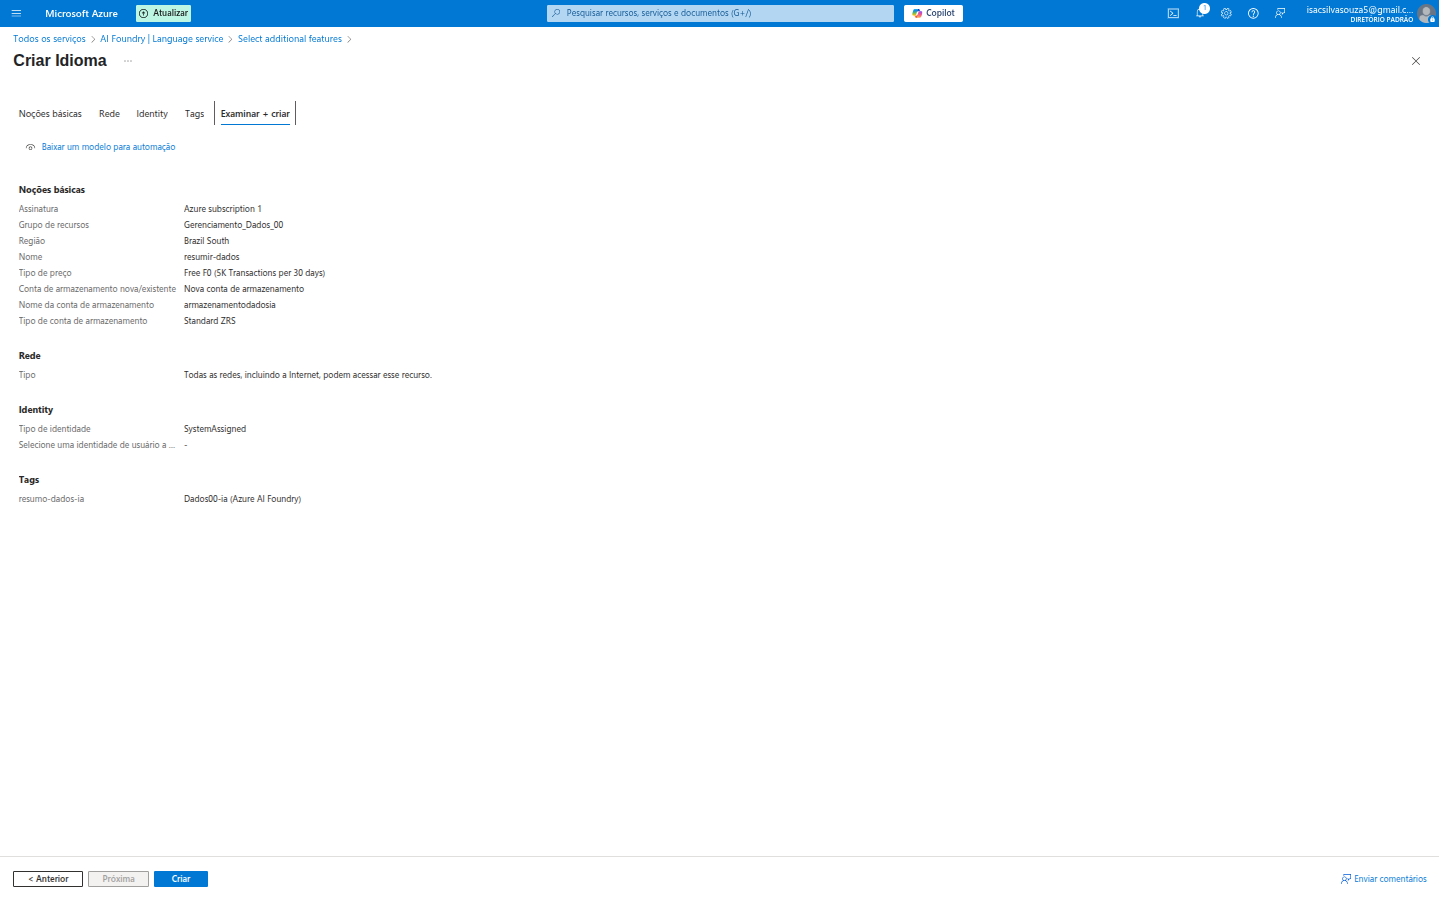 Microsoft Azure
Atualizar
Pesquisar recursos, serviços e documentos (G+/)
Copilot
1
isacsilvasouza5@gmail.c...
DIRETÓRIO PADRÃO
Todos os serviços > AI Foundry | Language service > Select additional features >
Criar Idioma ...
Noções básicas Rede Identity Tags Examinar + criar
Baixar um modelo para automação
Noções básicas
Assinatura Azure subscription 1
Grupo de recursos Gerenciamento_Dados_00
Região Brazil South
Nome resumir-dados
Tipo de preço Free F0 (5K Transactions per 30 days)
Conta de armazenamento nova/existente Nova conta de armazenamento
Nome da conta de armazenamento armazenamentodadosia
Tipo de conta de armazenamento Standard ZRS
Rede
Tipo Todas as redes, incluindo a Internet, podem acessar esse recurso.
Identity
Tipo de identidade SystemAssigned
Selecione uma identidade de usuário a ... -
Tags
resumo-dados-ia Dados00-ia (Azure AI Foundry)
< Anterior Próxima Criar
Enviar comentários